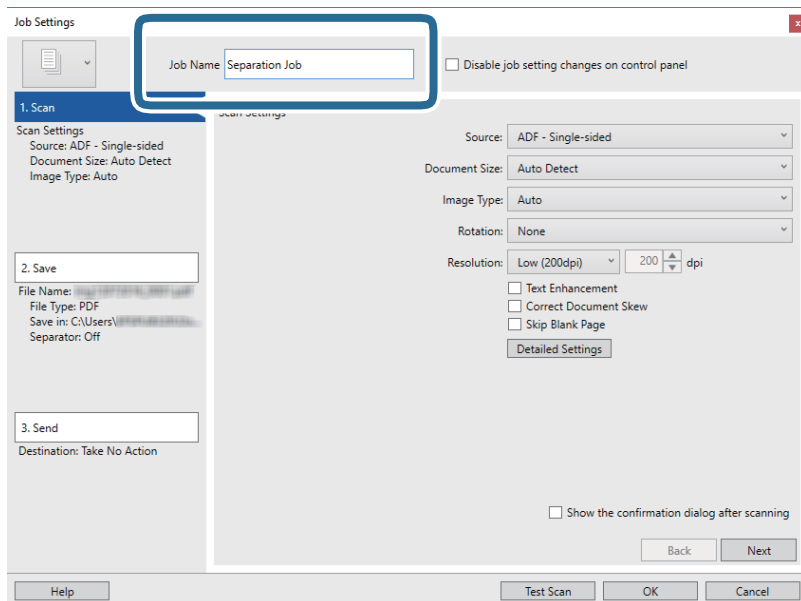 Job Settings
x
Job Name Separation Job
Disable job setting changes on control panel
1. Scan
Scan Settings
Source: ADF - Single-sided
Document Size: Auto Detect
Image Type: Auto
2. Save
File Name:
File Type: PDF
Save in: C:\Users\
Separator: Off
3. Send
Destination: Take No Action
Scan Settings
Source: ADF - Single-sided
Document Size: Auto Detect
Image Type: Auto
Rotation: None
Resolution: Low (200dpi) 200 dpi
Text Enhancement
Correct Document Skew
Skip Blank Page
Detailed Settings
Show the confirmation dialog after scanning
Back Next
Help Test Scan OK Cancel